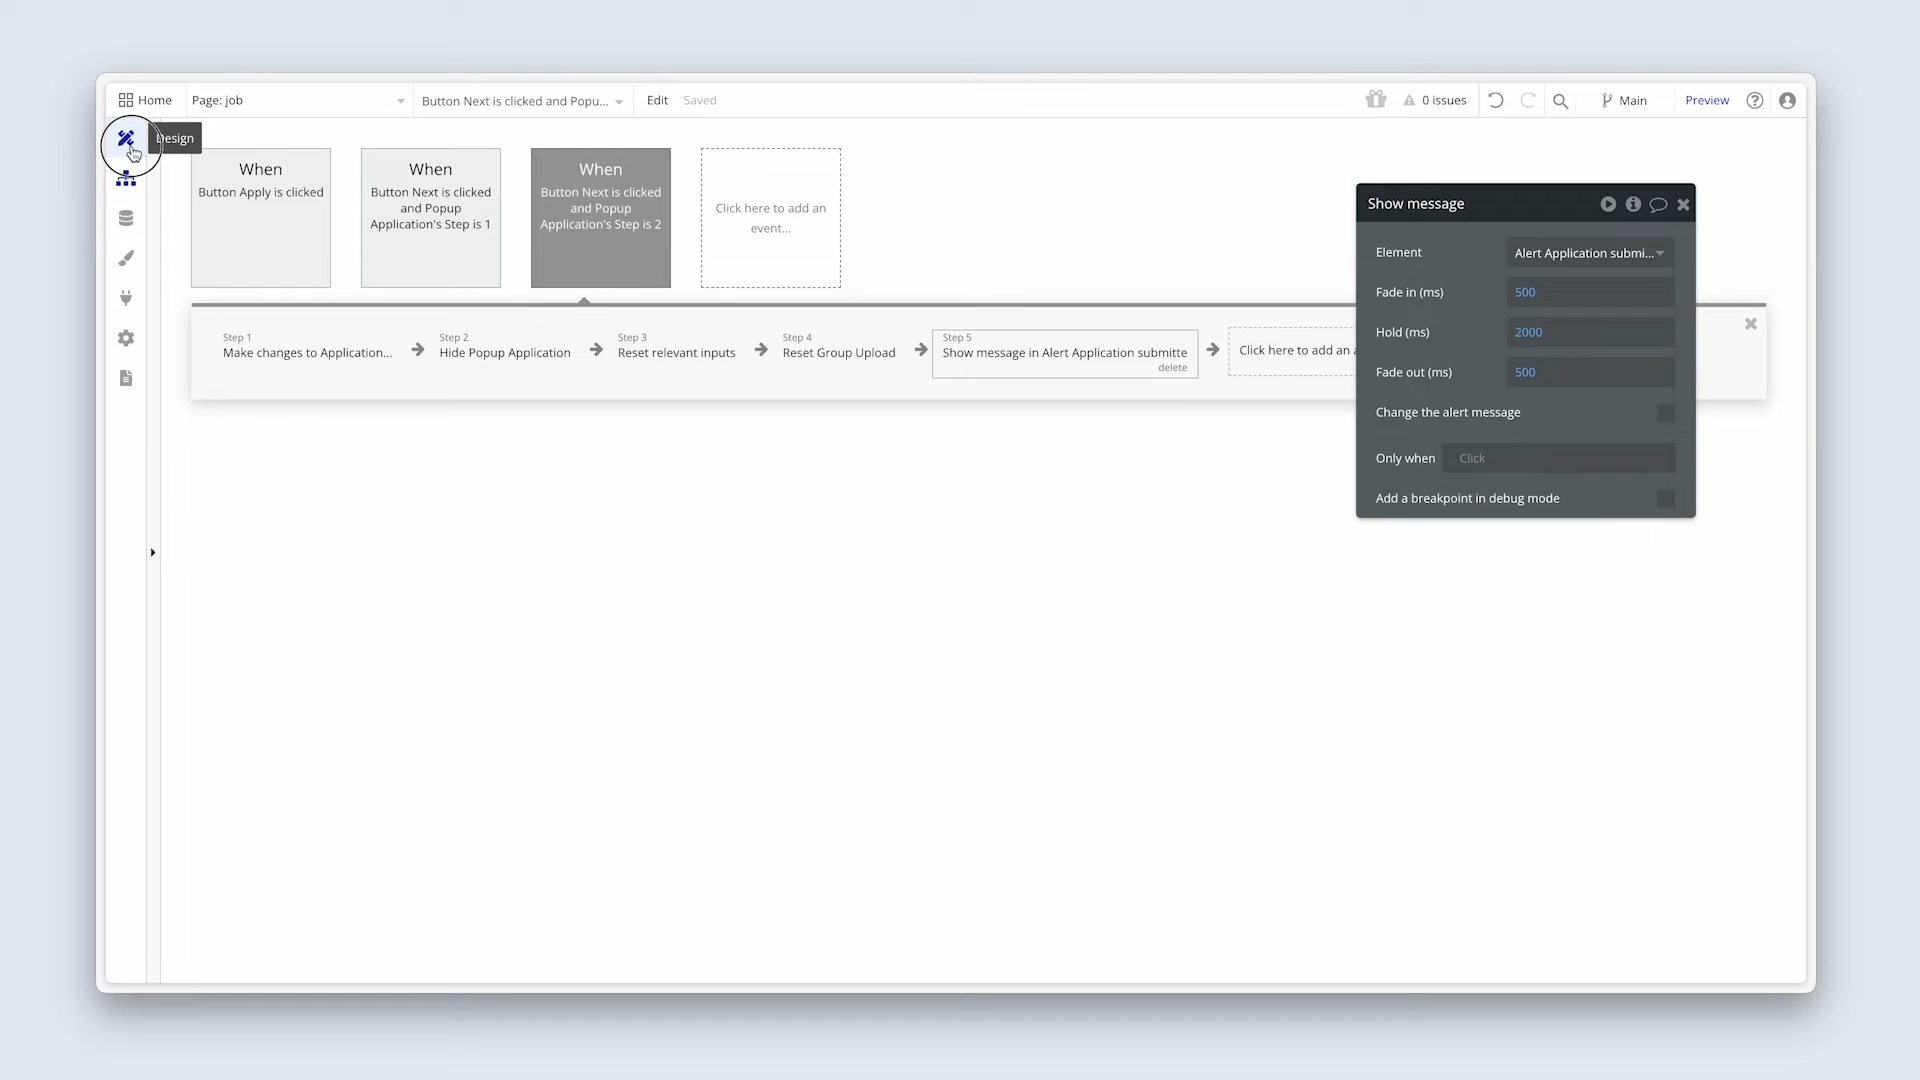 Home
Page: job
Button Next is clicked and Popu...
Edit
Saved
0 issues
Main
Preview
Design
When
Button Apply is clicked
When
Button Next is clicked
and Popup
Application's Step is 1
When
Button Next is clicked
and Popup
Application's Step is 2
Click here to add an
event...
Step 1
Make changes to Application...
Step 2
Hide Popup Application
Step 3
Reset relevant inputs
Step 4
Reset Group Upload
Step 5
Show message in Alert Application submitte
delete
Click here to add an a
Show message
Element
Alert Application submi...
Fade in (ms)
500
Hold (ms)
2000
Fade out (ms)
500
Change the alert message
Only when
Click
Add a breakpoint in debug mode